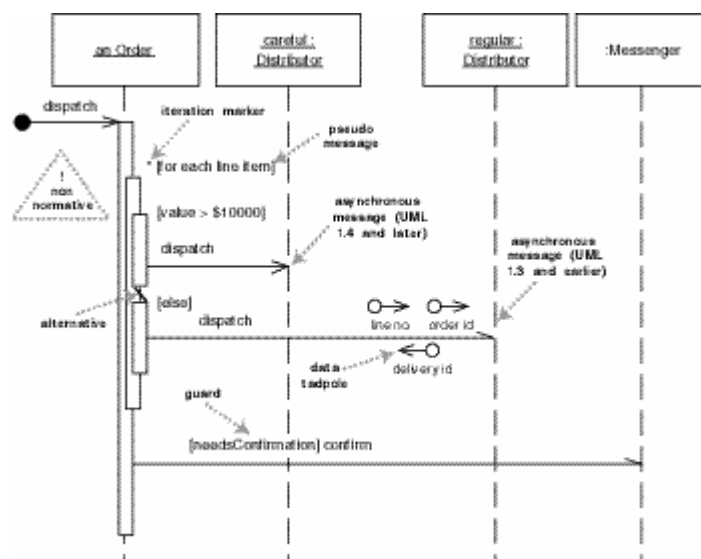 an Order
careful :
Distributor
regular :
Distributor
:Messenger
dispatch
iteration marker
pseudo
message
* [for each line item]
!
non
normative
[value > $10000]
asynchronous
message (UML
1.4 and later)
dispatch
asynchronous
message (UML
1.3 and earlier)
alternative
[else]
dispatch
line no
order id
data
tadpole
delivery id
guard
[needsConfirmation] confirm